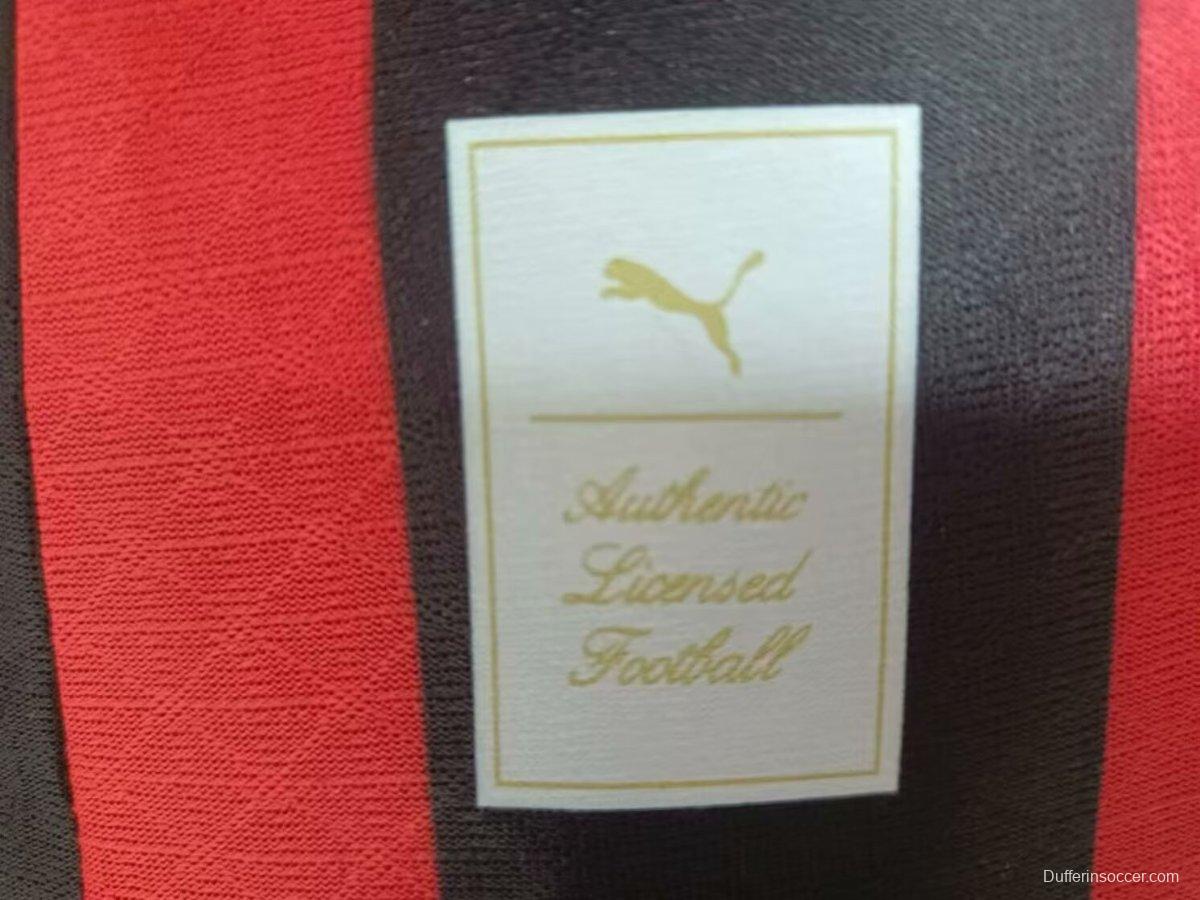 Authentic
Licensed
Football
Dufferinsoccer.com